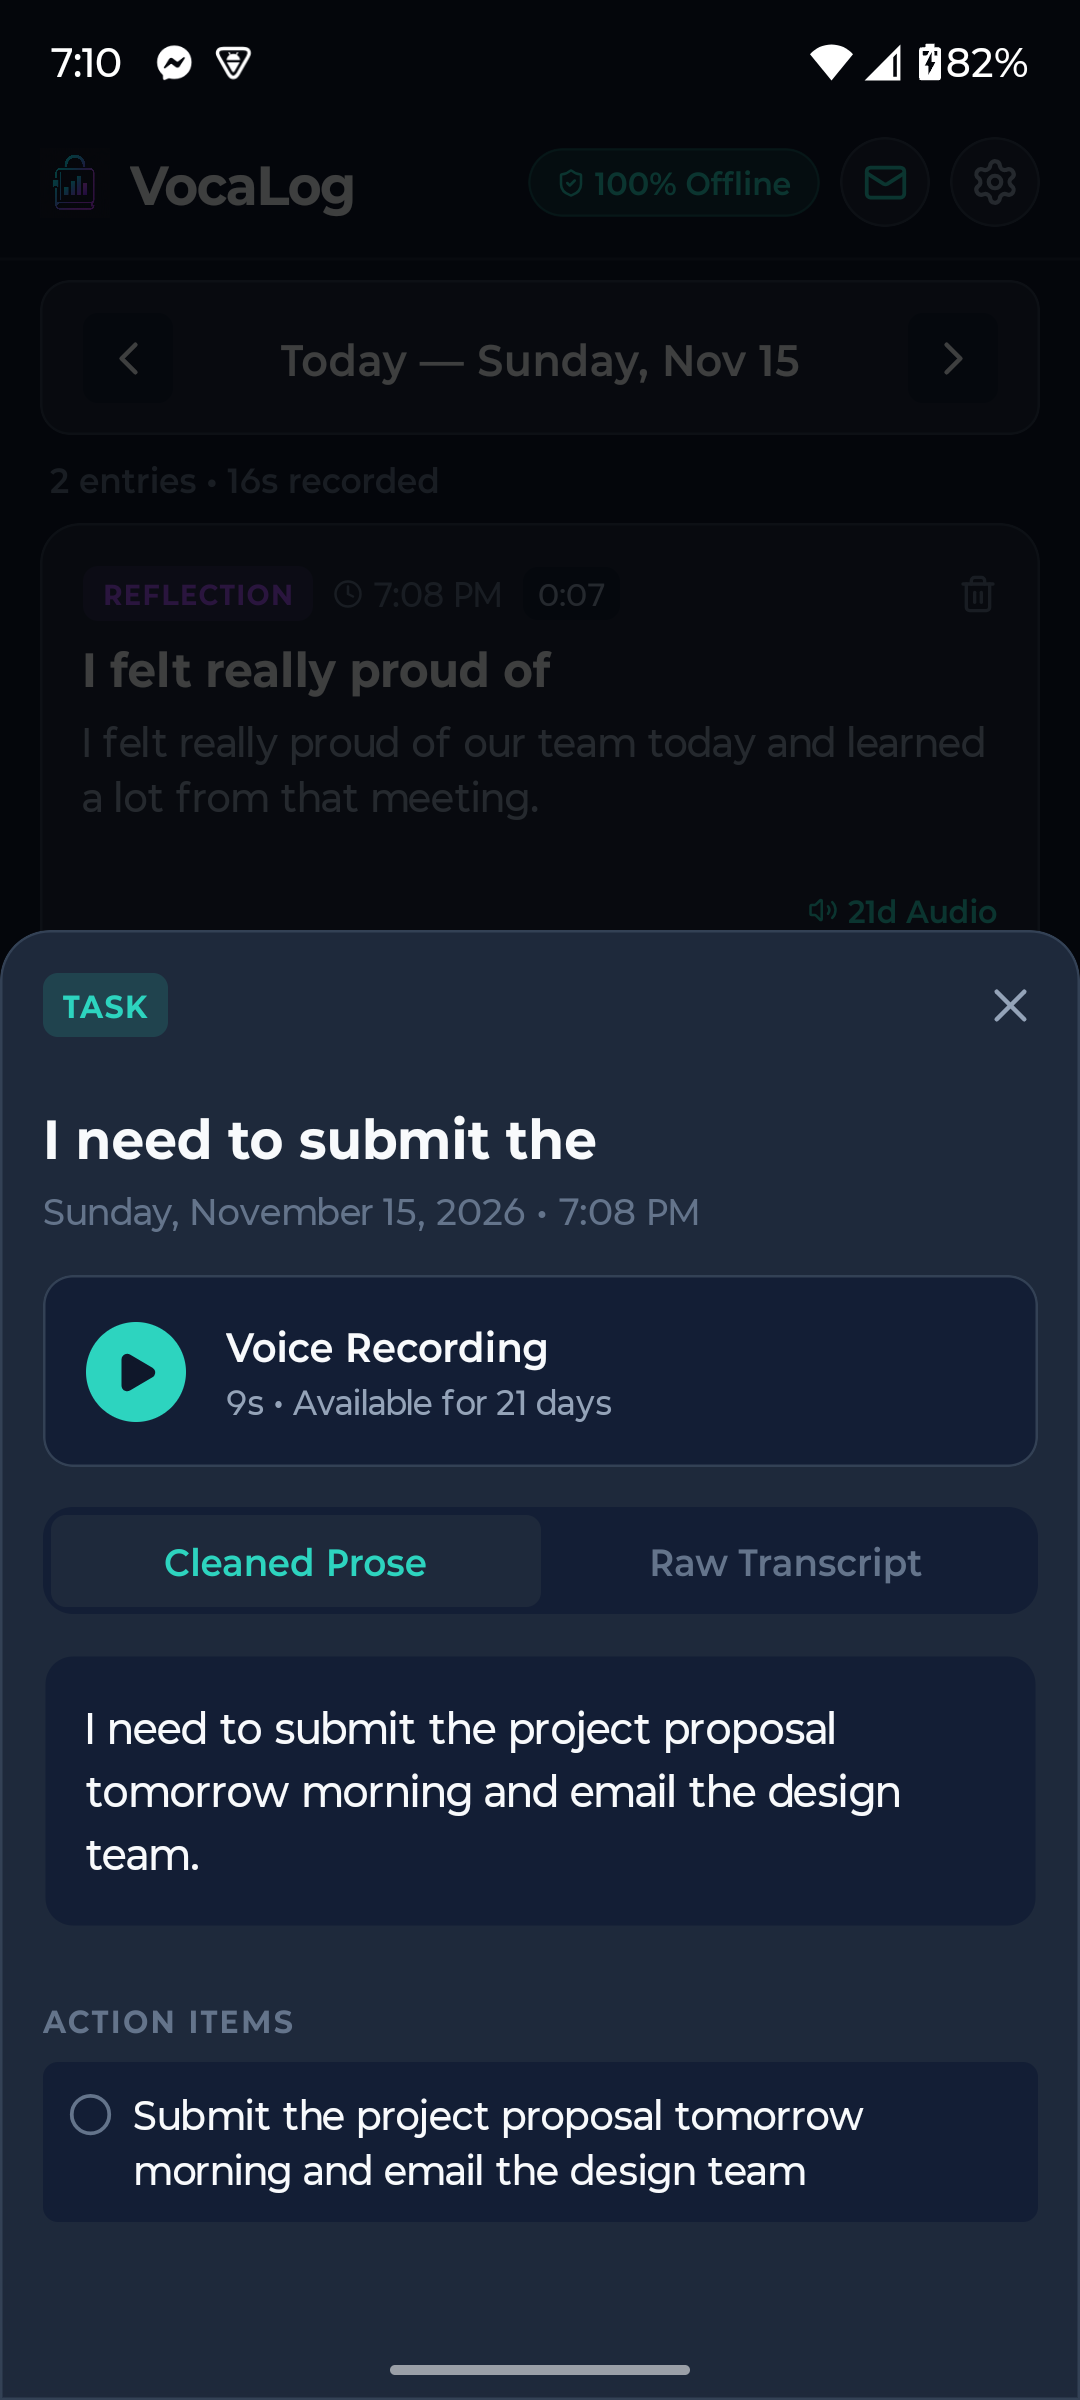 7:10
82%
VocaLog
100% Offline
Today — Sunday, Nov 15
2 entries • 16s recorded
REFLECTION
7:08 PM
0:07
I felt really proud of
I felt really proud of our team today and learned
a lot from that meeting.
21d Audio
TASK
I need to submit the
Sunday, November 15, 2026 • 7:08 PM
Voice Recording
9s • Available for 21 days
Cleaned Prose
Raw Transcript
I need to submit the project proposal
tomorrow morning and email the design
team.
ACTION ITEMS
Submit the project proposal tomorrow
morning and email the design team